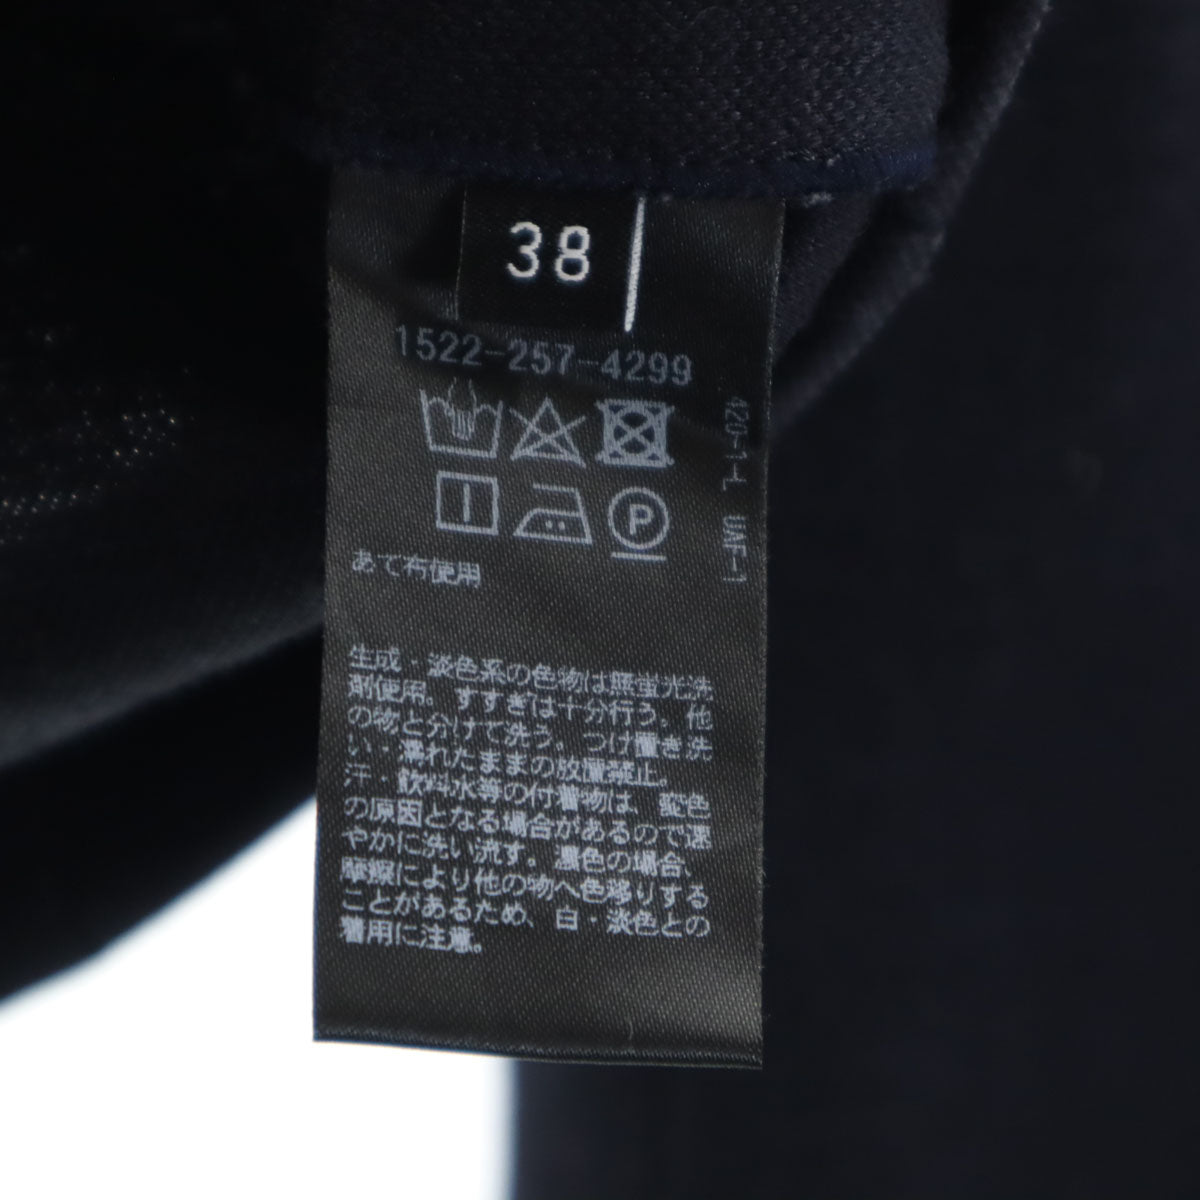 38
1522-257-4299
420-1-L UAF-1
P
あて布使用
生成・淡色系の色物は無蛍光洗
剤使用。すすぎは十分行う。他
の物と分けて洗う。つけ置き洗
い・濡れたままの放置禁止。
汗・飲料水等の付着物は、変色
の原因となる場合があるので速
やかに洗い流す。濃色の場合、
摩擦により他の物へ色移りする
ことがあるため、白・淡色との
着用に注意。